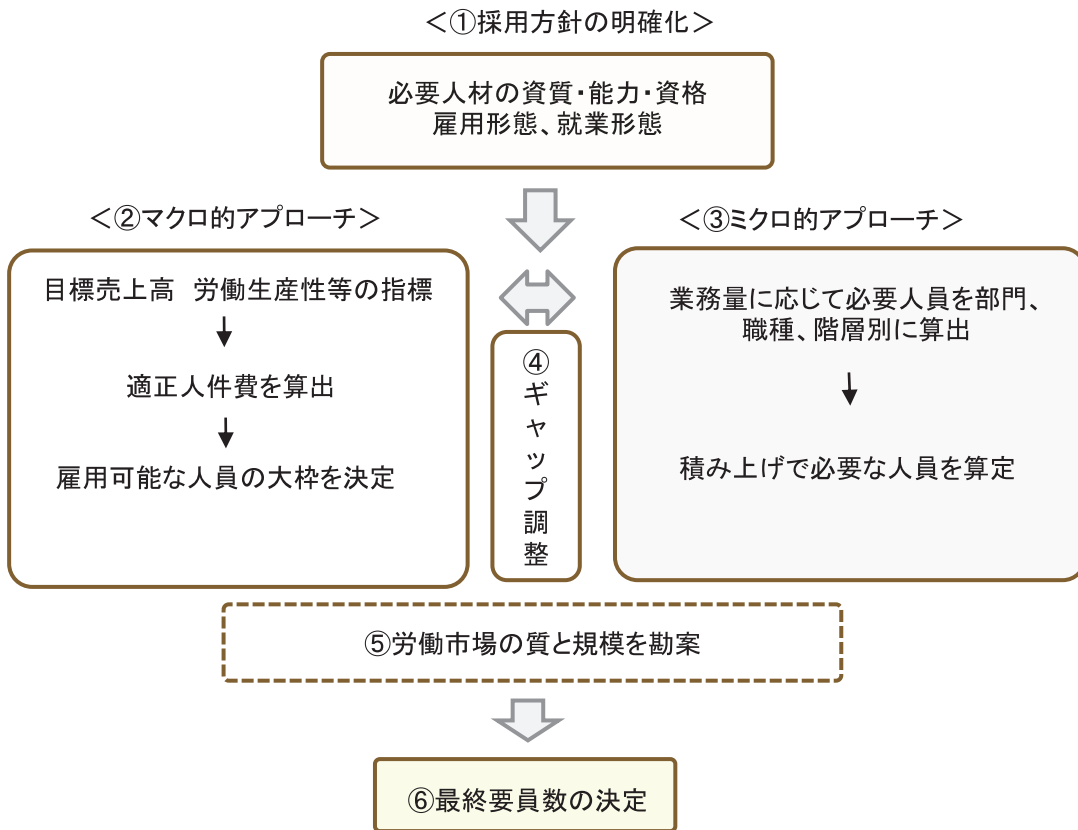 ＜①採用方針の明確化＞
必要人材の資質・能力・資格
雇用形態、就業形態
＜②マクロ的アプローチ＞
目標売上高　労働生産性等の指標
適正人件費を算出
雇用可能な人員の大枠を決定
④ギャップ調整
＜③ミクロ的アプローチ＞
業務量に応じて必要人員を部門、
職種、階層別に算出
積み上げで必要な人員を算定
⑤労働市場の質と規模を勘案
⑥最終要員数の決定